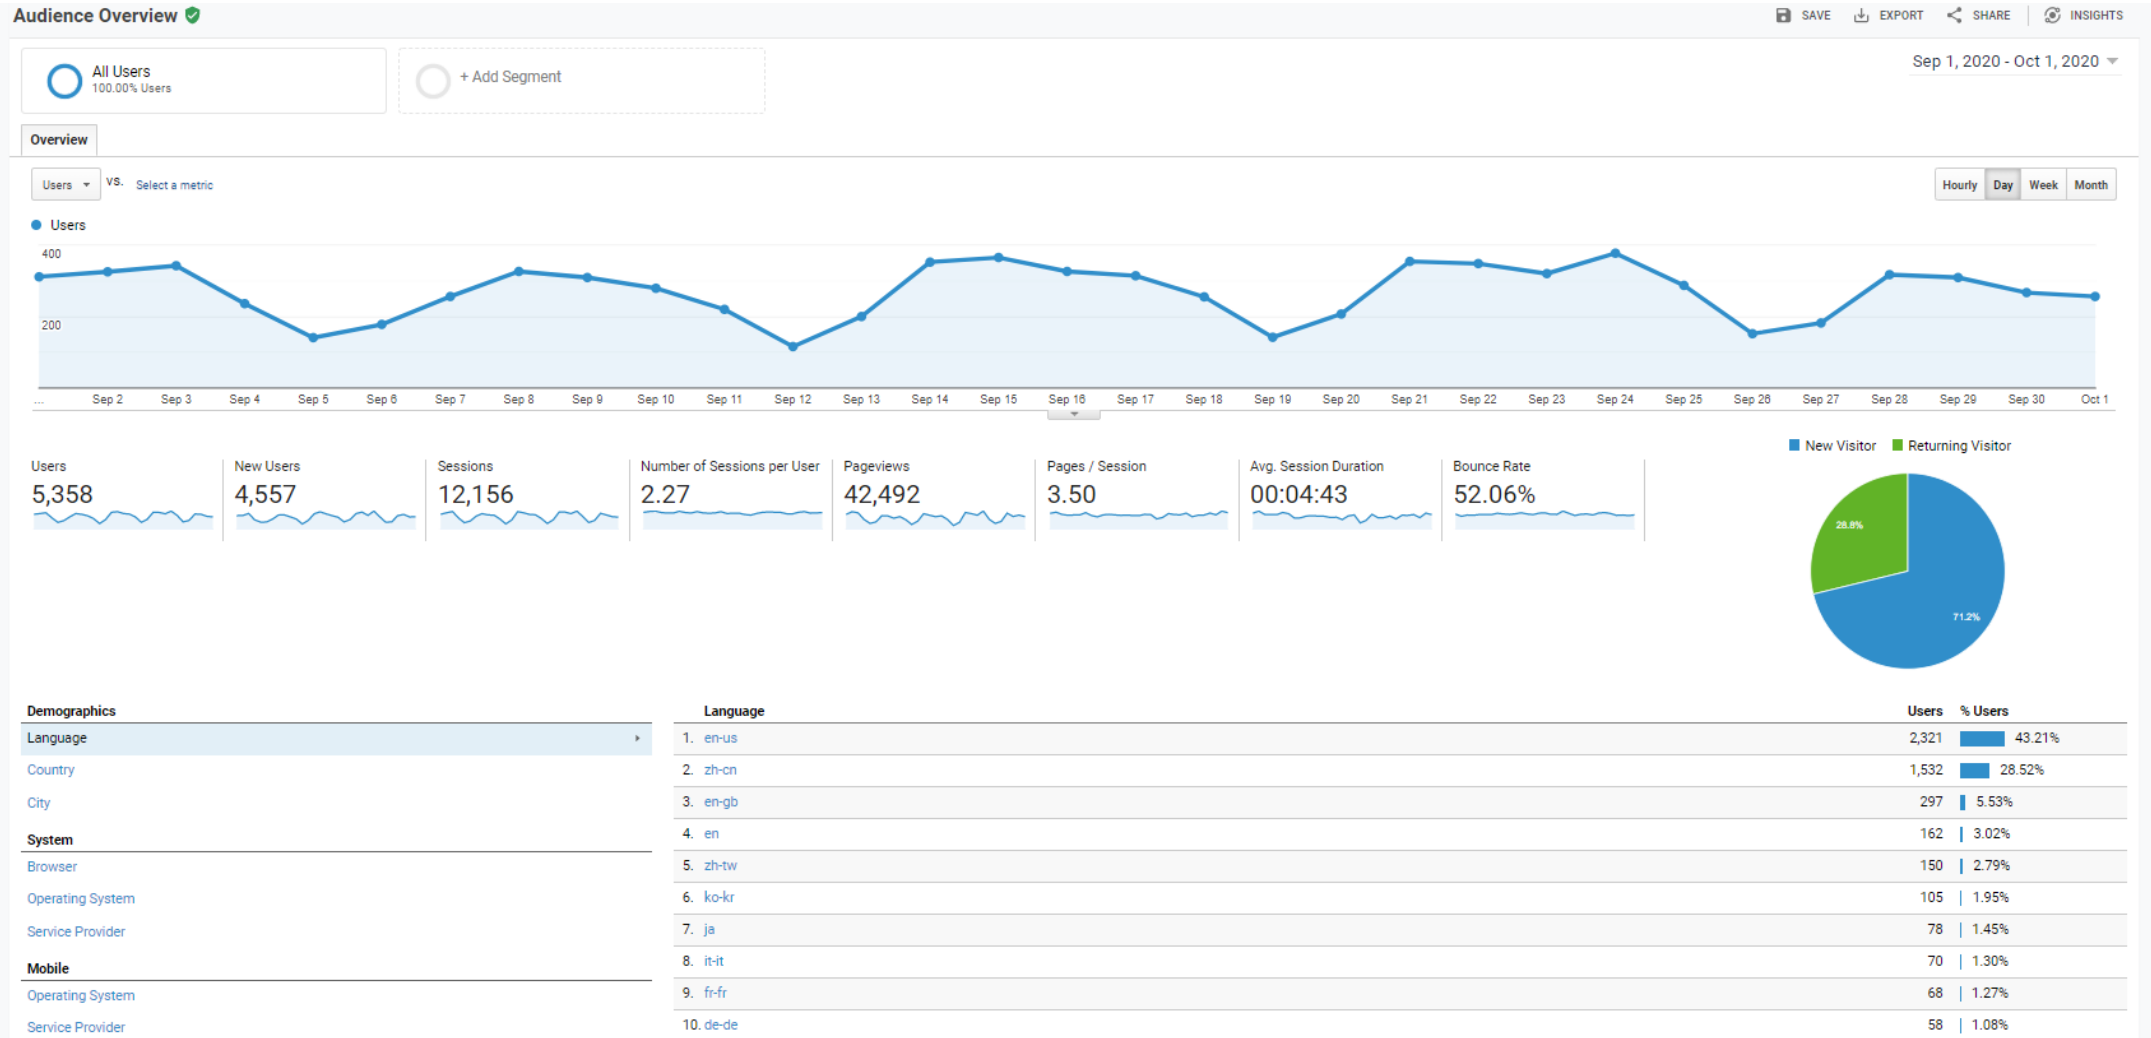 Audience Overview
SAVE EXPORT SHARE INSIGHTS
All Users
100.00% Users
+ Add Segment
Sep 1, 2020 - Oct 1, 2020
Overview
Users VS. Select a metric
Hourly Day Week Month
Users
400
200
... Sep 2 Sep 3 Sep 4 Sep 5 Sep 6 Sep 7 Sep 8 Sep 9 Sep 10 Sep 11 Sep 12 Sep 13 Sep 14 Sep 15 Sep 16 Sep 17 Sep 18 Sep 19 Sep 20 Sep 21 Sep 22 Sep 23 Sep 24 Sep 25 Sep 26 Sep 27 Sep 28 Sep 29 Sep 30 Oct 1
Users
5,358
New Users
4,557
Sessions
12,156
Number of Sessions per User
2.27
Pageviews
42,492
Pages / Session
3.50
Avg. Session Duration
00:04:43
Bounce Rate
52.06%
New Visitor Returning Visitor
28.8%
71.2%
Demographics
Language
Country
City
System
Browser
Operating System
Service Provider
Mobile
Operating System
Service Provider
Language Users % Users
1. en-us 2,321 43.21%
2. zh-cn 1,532 28.52%
3. en-gb 297 5.53%
4. en 162 3.02%
5. zh-tw 150 2.79%
6. ko-kr 105 1.95%
7. ja 78 1.45%
8. it-it 70 1.30%
9. fr-fr 68 1.27%
10. de-de 58 1.08%